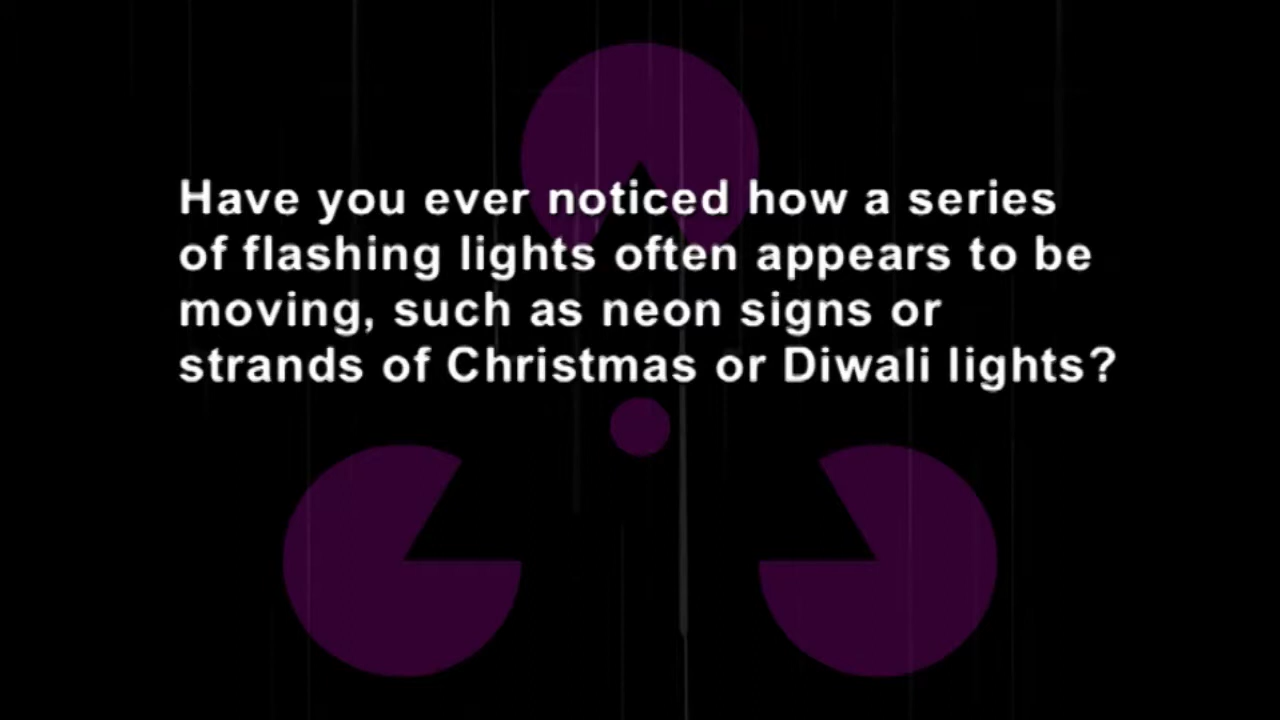 Have you ever noticed how a series
of flashing lights often appears to be
moving, such as neon signs or
strands of Christmas or Diwali lights?